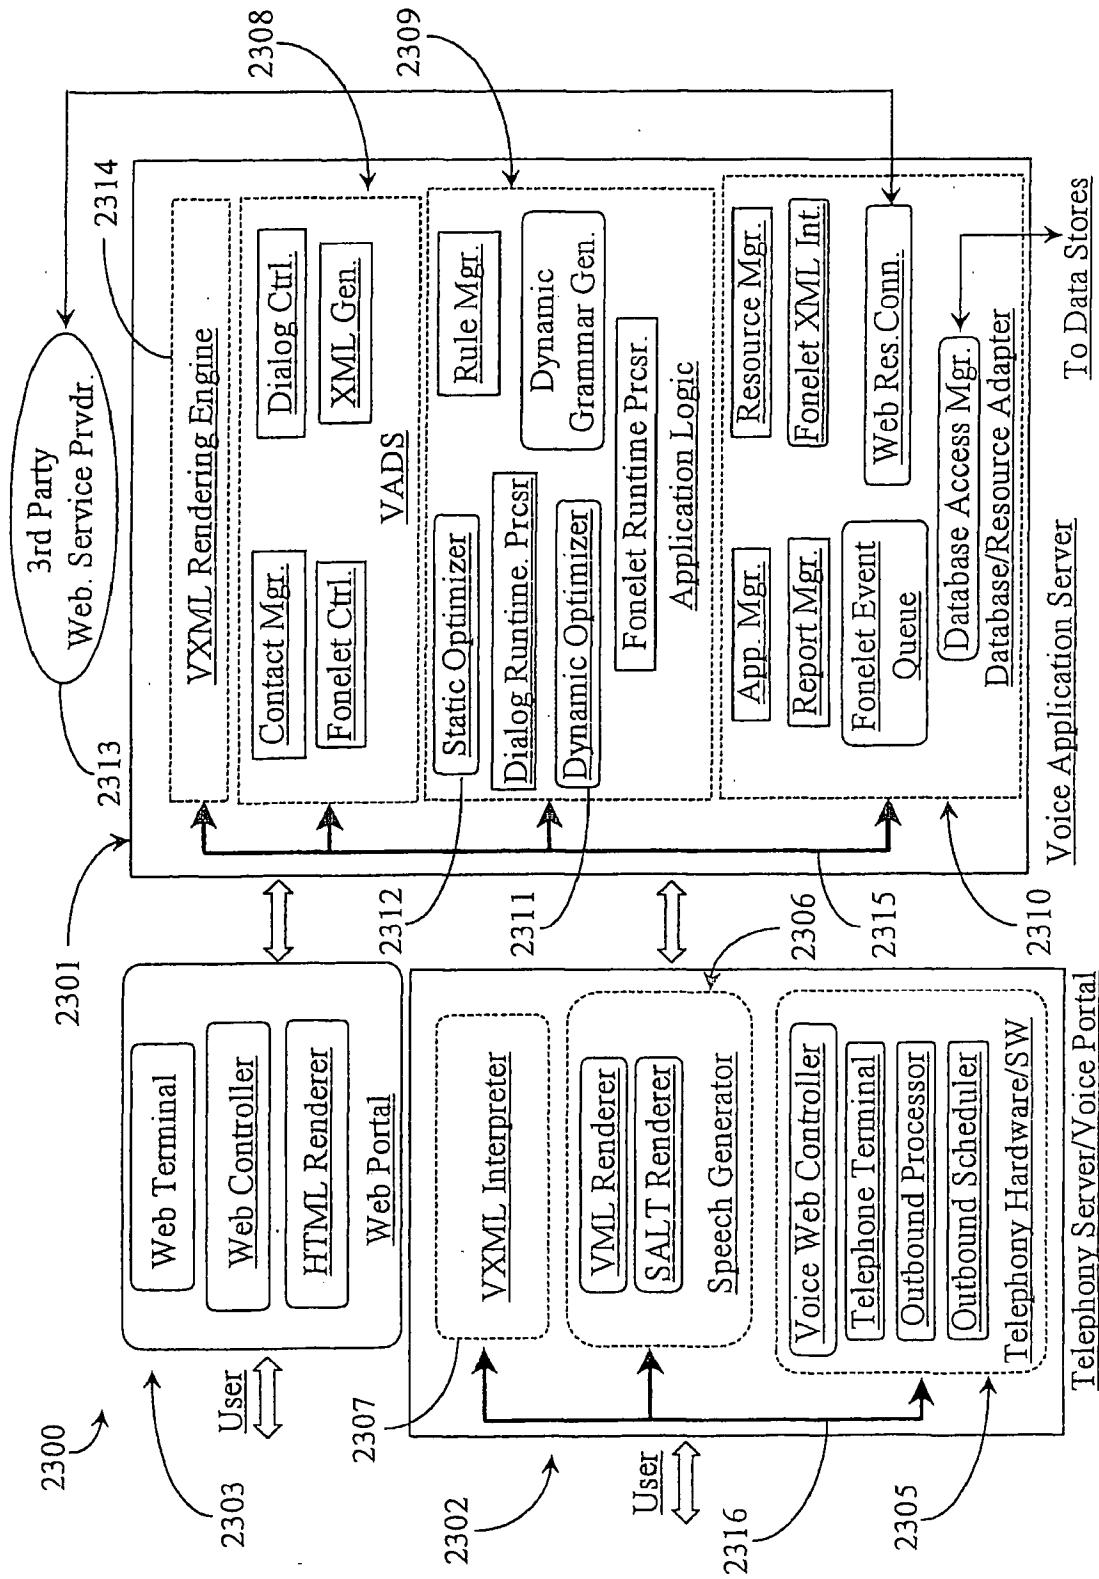 2300
2303
User
Web Terminal
Web Controller
HTML Renderer
Web Portal
2302
User
2307
VXML Interpreter
VML Renderer
SALT Renderer
Speech Generator
2306
Voice Web Controller
Telephone Terminal
Outbound Processor
Outbound Scheduler
Telephony Hardware/SW
2316
2305
Telephony Server/Voice Portal
2301
2313
3rd Party
Web. Service Prvdr.
2314
VXML Rendering Engine
2308
Contact Mgr.
Dialog Ctrl.
Fonelet Ctrl.
XML Gen.
VADS
2309
2312
Static Optimizer
Rule Mgr.
Dialog Runtime. Prcsr
Dynamic
Grammar Gen.
2311
Dynamic Optimizer
Fonelet Runtime Prcsr.
Application Logic
2315
App. Mgr.
Resource Mgr.
Report Mgr.
Fonelet XML Int.
Fonelet Event
Queue
Web Res. Conn.
Database Access Mgr.
Database/Resource Adapter
2310
Voice Application Server
To Data Stores